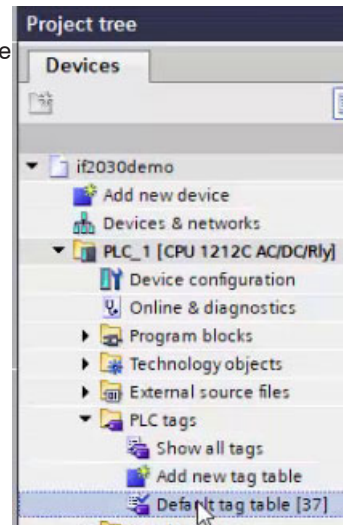 Project tree
e
Devices
if2030demo
Add new device
Devices & networks
PLC_1 [CPU 1212C AC/DC/Rly]
Device configuration
Online & diagnostics
Program blocks
Technology objects
External source files
PLC tags
Show all tags
Add new tag table
Default tag table [37]